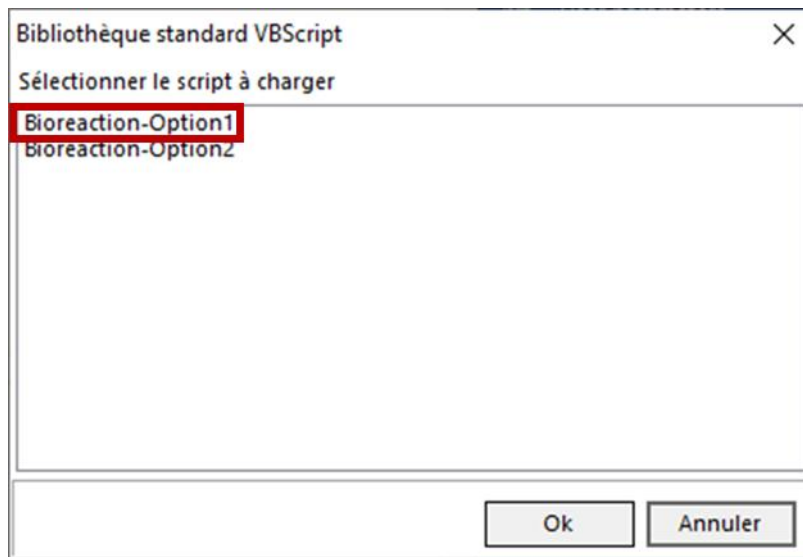 Bibliothèque standard VBScript
Sélectionner le script à charger
Bioreaction-Option1
Bioreaction-Option2
Ok
Annuler